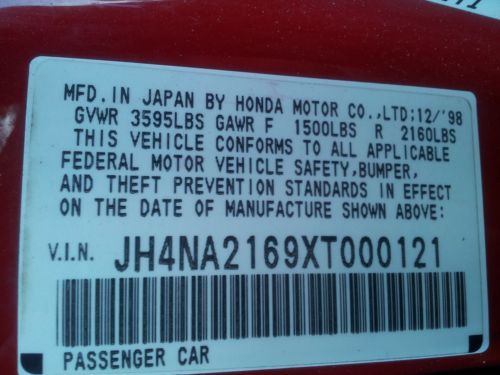 MFD. IN JAPAN BY HONDA MOTOR CO.,LTD:12/'98
GVWR 3595LBS GAWR F 1500LBS R 2160LBS
THIS VEHICLE CONFORMS TO ALL APPLICABLE
FEDERAL MOTOR VEHICLE SAFETY,BUMPER,
AND THEFT PREVENTION STANDARDS IN EFFECT
ON THE DATE OF MANUFACTURE SHOWN ABOVE:
V.I.N. JH4NA2169XT000121
PASSENGER CAR